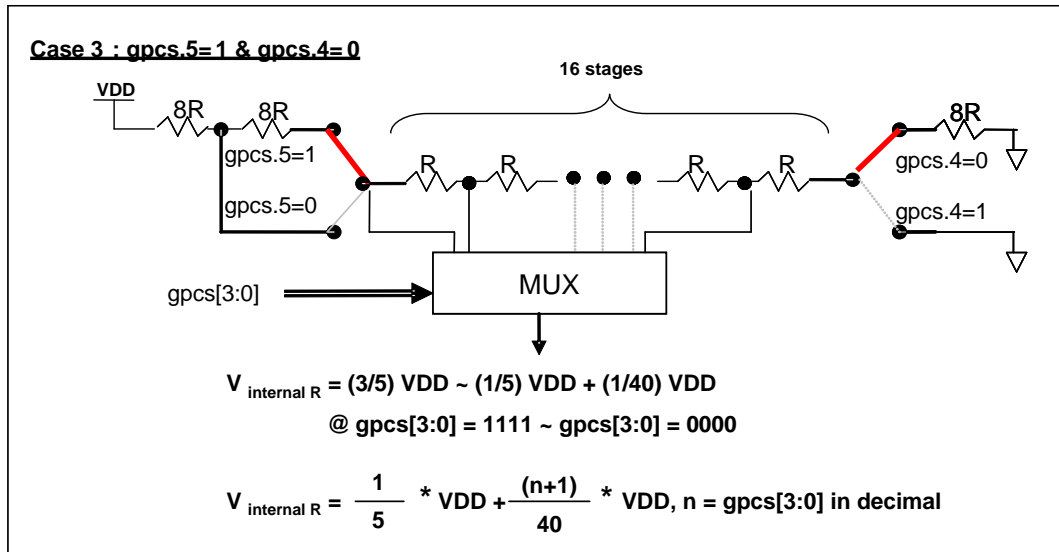 Case 3 : gpcs.5=1 & gpcs.4=0
16 stages
VDD
8R
8R
8R
gpcs.5=1
gpcs.4=0
R
R
R
R
gpcs.5=0
gpcs.4=1
MUX
gpcs[3:0]
V internal R = (3/5) VDD ~ (1/5) VDD + (1/40) VDD
@ gpcs[3:0] = 1111 ~ gpcs[3:0] = 0000
V internal R = 1/5 * VDD + (n+1)/40 * VDD, n = gpcs[3:0] in decimal